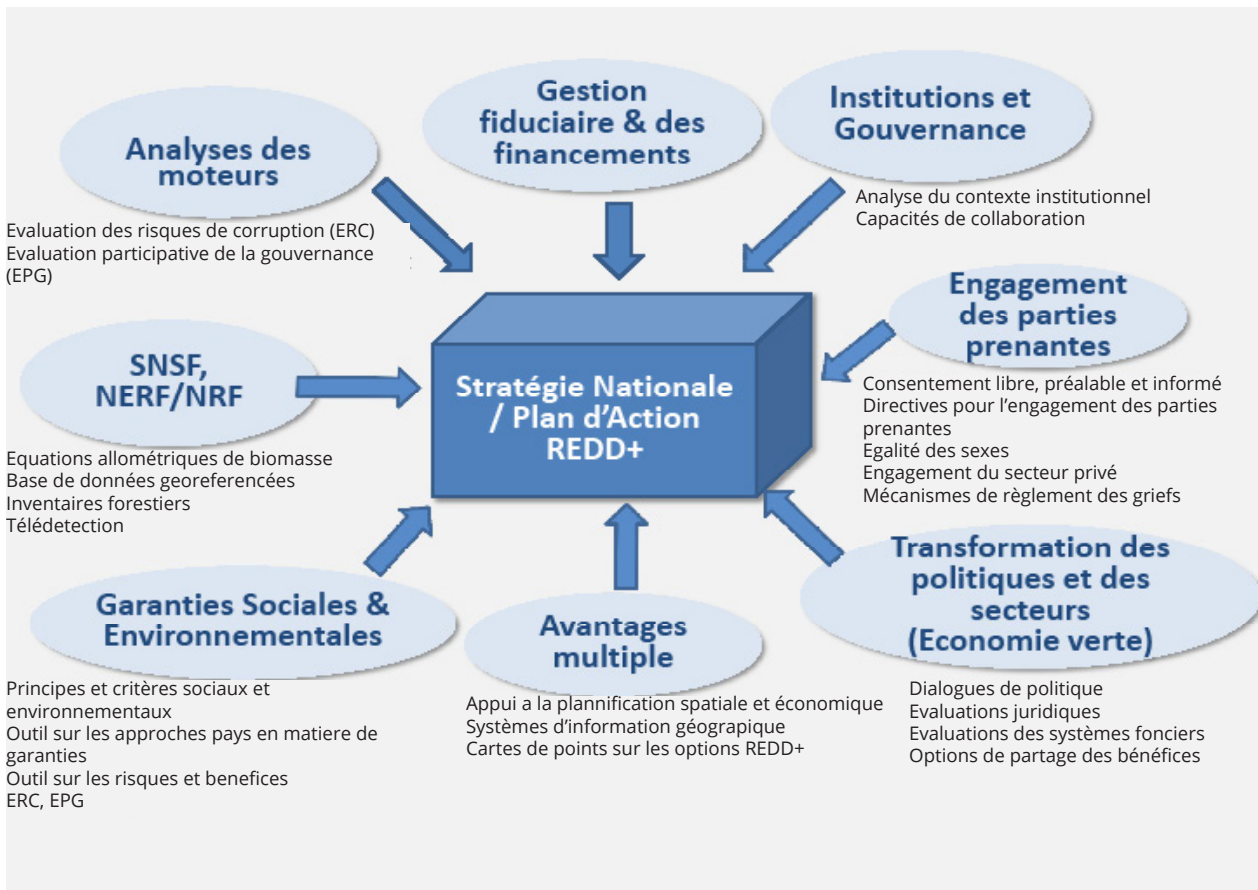 Analyses des
moteurs
Evaluation des risques de corruption (ERC)
Evaluation participative de la gouvernance
(EPG)
Gestion
fiduciaire & des
financements
Institutions et
Gouvernance
Analyse du contexte institutionnel
Capacités de collaboration
SNSF,
NERF/NRF
Equations allométriques de biomasse
Base de données georeferencées
Inventaires forestiers
Télédetection
Stratégie Nationale
/ Plan d’Action
REDD+
Engagement
des parties
prenantes
Consentement libre, préalable et informé
Directives pour l’engagement des parties
prenantes
Egalité des sexes
Engagement du secteur privé
Mécanismes de règlement des griefs
Garanties Sociales &
Environnementales
Principes et critères sociaux et
environnementaux
Outil sur les approches pays en matiere de
garanties
Outil sur les risques et benefices
ERC, EPG
Avantages
multiple
Appui a la plannification spatiale et économique
Systèmes d’information géograpique
Cartes de points sur les options REDD+
Transformation des
politiques et des
secteurs
(Economie verte)
Dialogues de politique
Evaluations juridiques
Evaluations des systèmes fonciers
Options de partage des bénéfices